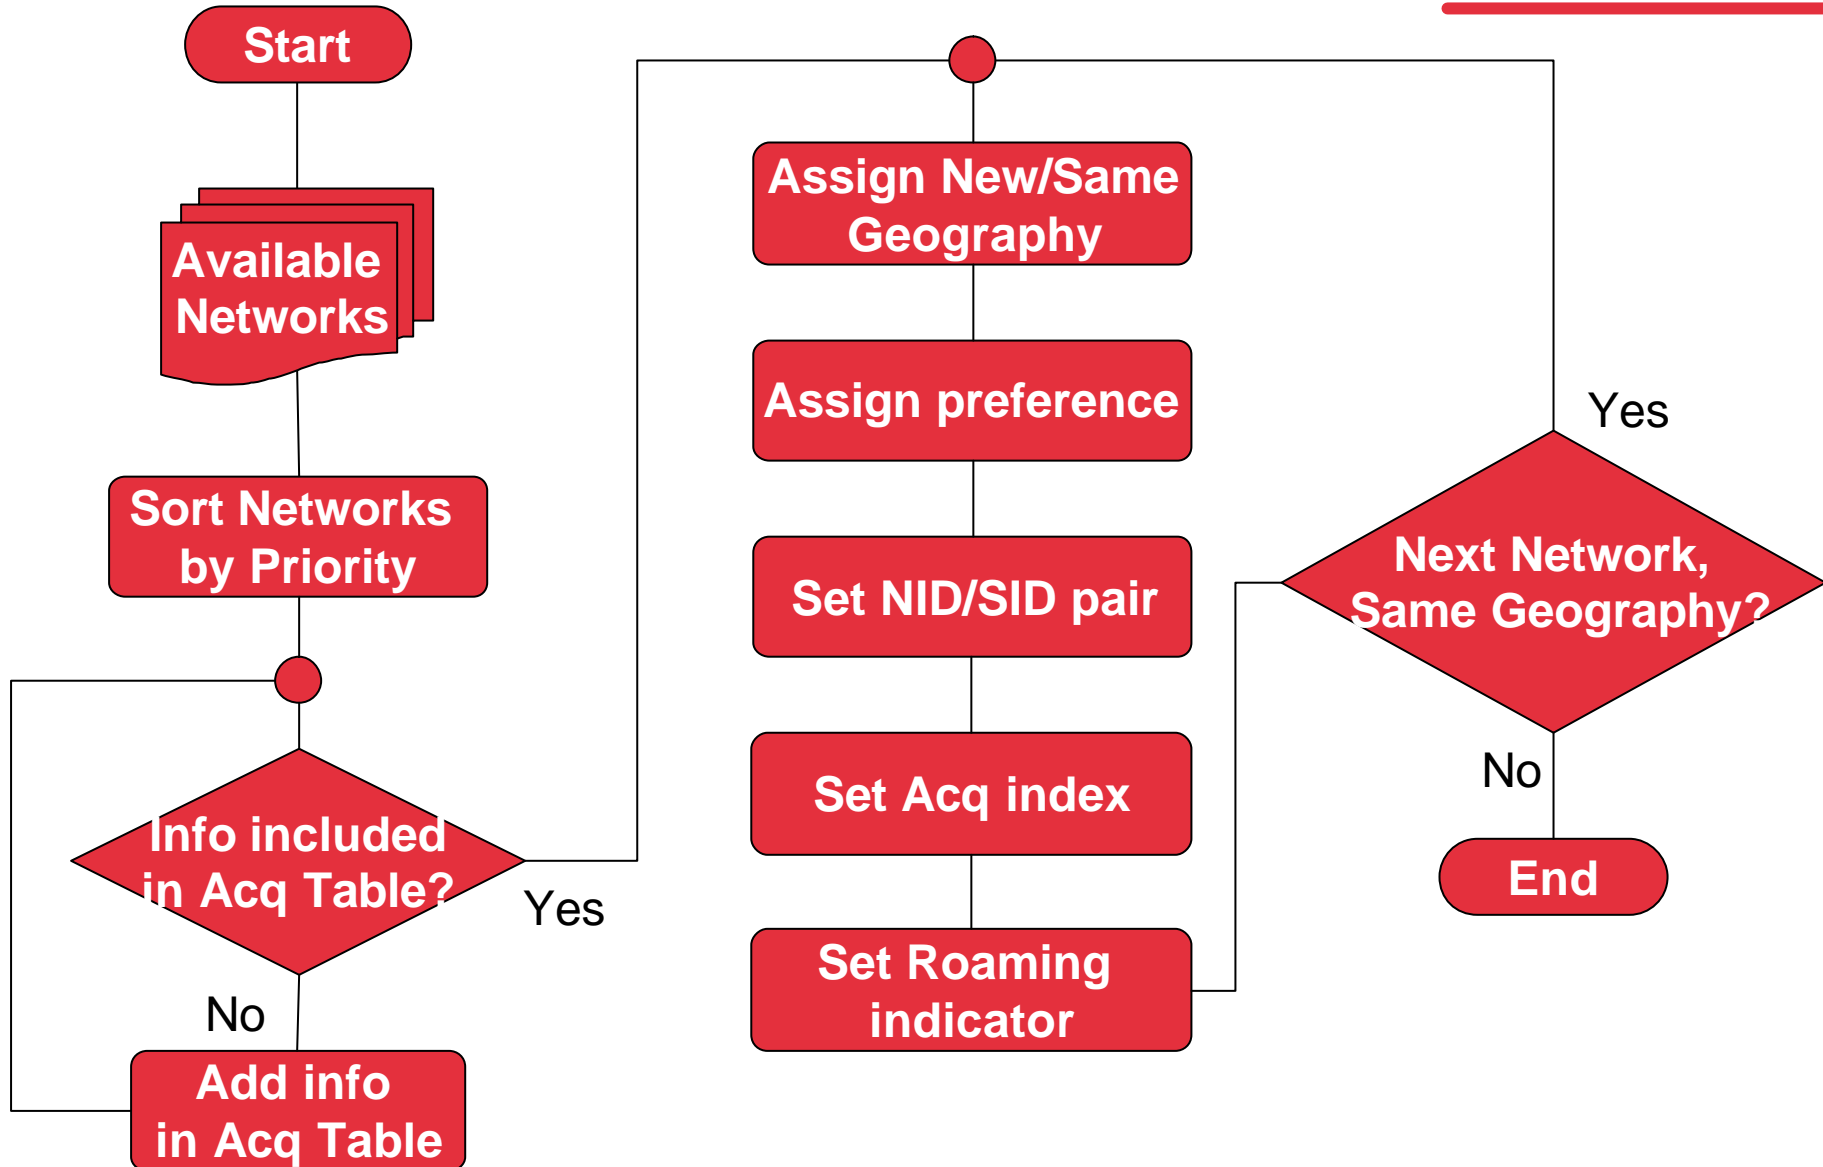 Start
Available
Networks
Sort Networks
by Priority
Info included
in Acq Table?
Yes
No
Add info
in Acq Table
Assign New/Same
Geography
Assign preference
Set NID/SID pair
Set Acq index
Set Roaming
indicator
Yes
Next Network,
Same Geography?
No
End